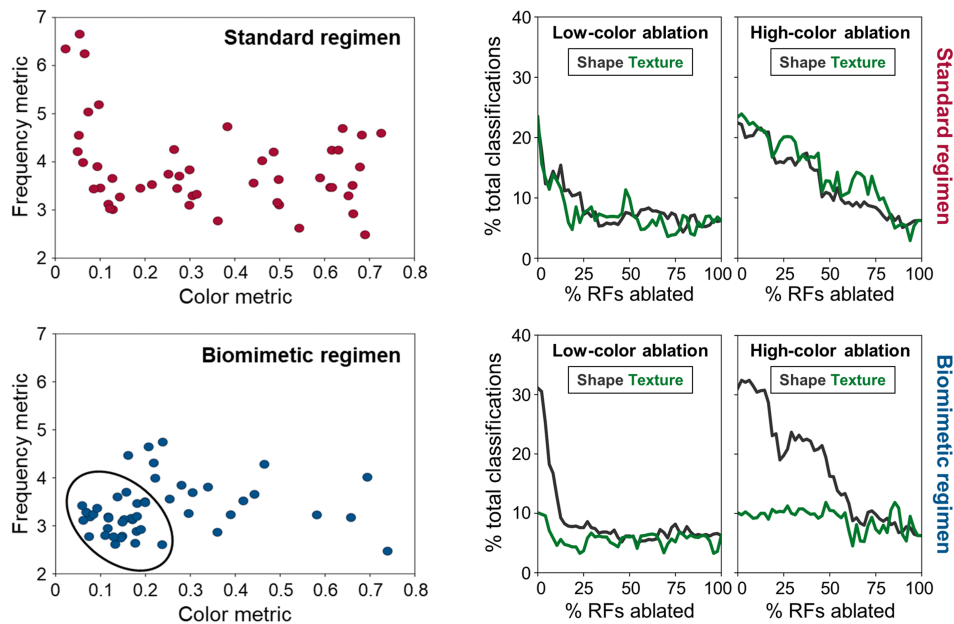 7
6
5
4
3
2
Frequency metric
Standard regimen
0 0.1 0.2 0.3 0.4 0.5 0.6 0.7 0.8
Color metric
40
30
20
10
0
% total classifications
Low-color ablation
Shape Texture
0 25 50 75 100
% RFs ablated
High-color ablation
Shape Texture
0 25 50 75 100
% RFs ablated
Standard regimen
7
6
5
4
3
2
Frequency metric
Biomimetic regimen
0 0.1 0.2 0.3 0.4 0.5 0.6 0.7 0.8
Color metric
40
30
20
10
0
% total classifications
Low-color ablation
Shape Texture
0 25 50 75 100
% RFs ablated
High-color ablation
Shape Texture
0 25 50 75 100
% RFs ablated
Biomimetic regimen